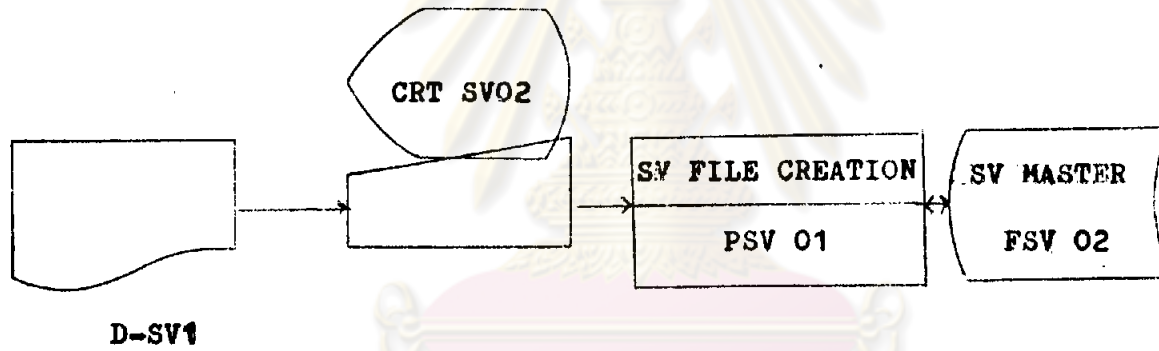 CRT SV02
SV FILE CREATION
PSV 01
SV MASTER
FSV 02
D-SV1